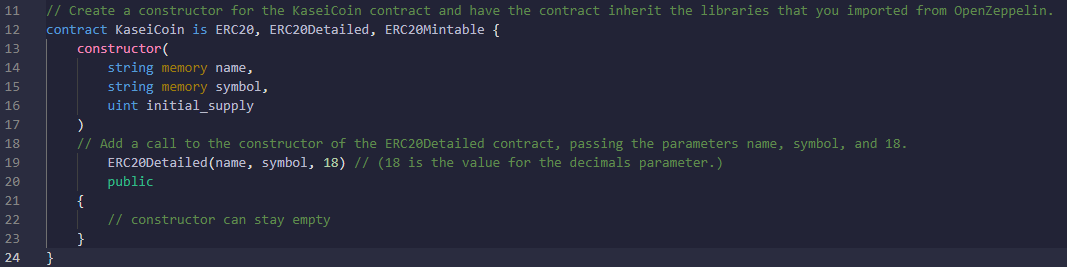 11 // Create a constructor for the KaseiCoin contract and have the contract inherit the libraries that you imported from OpenZeppelin.
12 contract KaseiCoin is ERC20, ERC20Detailed, ERC20Mintable {
13     constructor(
14         string memory name,
15         string memory symbol,
16         uint initial_supply
17     )
18     // Add a call to the constructor of the ERC20Detailed contract, passing the parameters name, symbol, and 18.
19         ERC20Detailed(name, symbol, 18) // (18 is the value for the decimals parameter.)
20         public
21     {
22         // constructor can stay empty
23     }
24 }